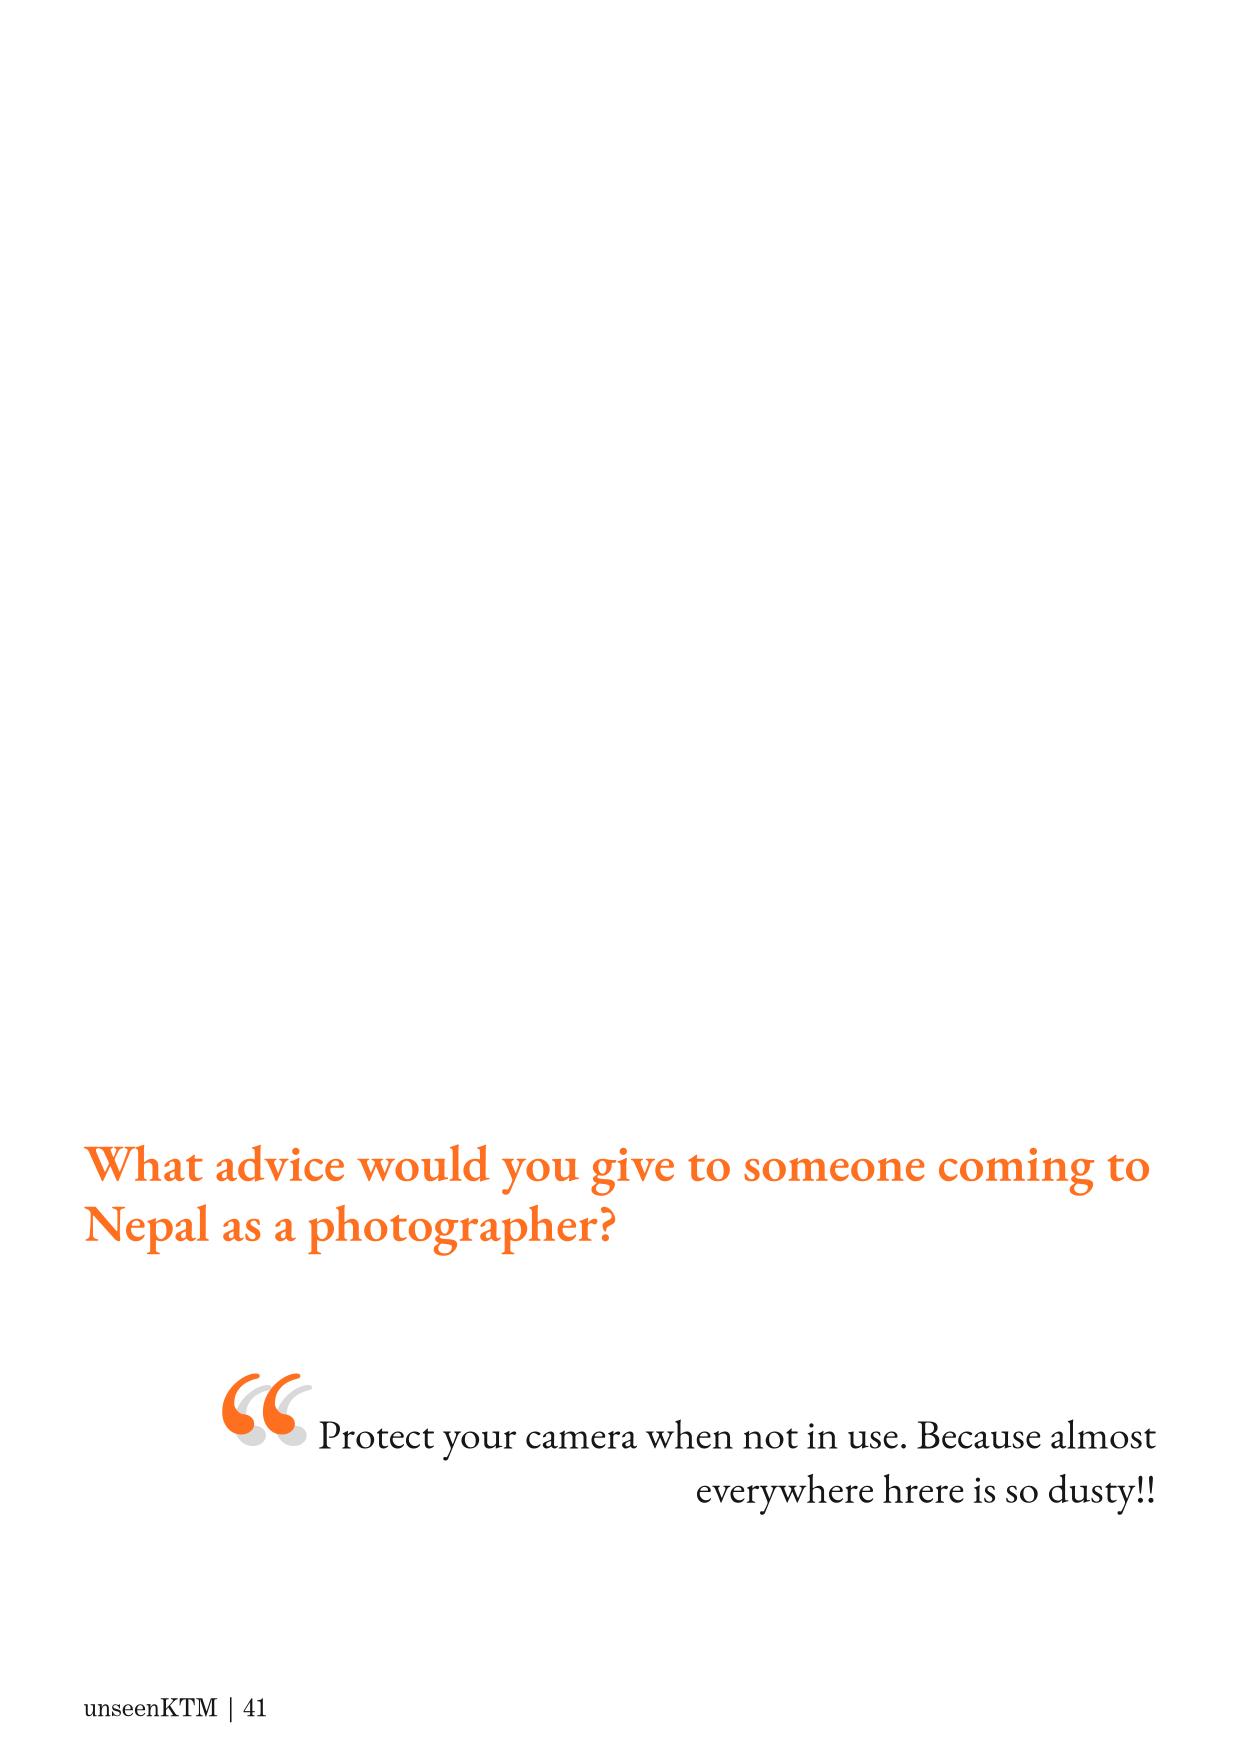 What advice would you give to someone coming to
Nepal as a photographer?
“Protect your camera when not in use. Because almost
everywhere hrere is so dusty!!
unseenKTM | 41